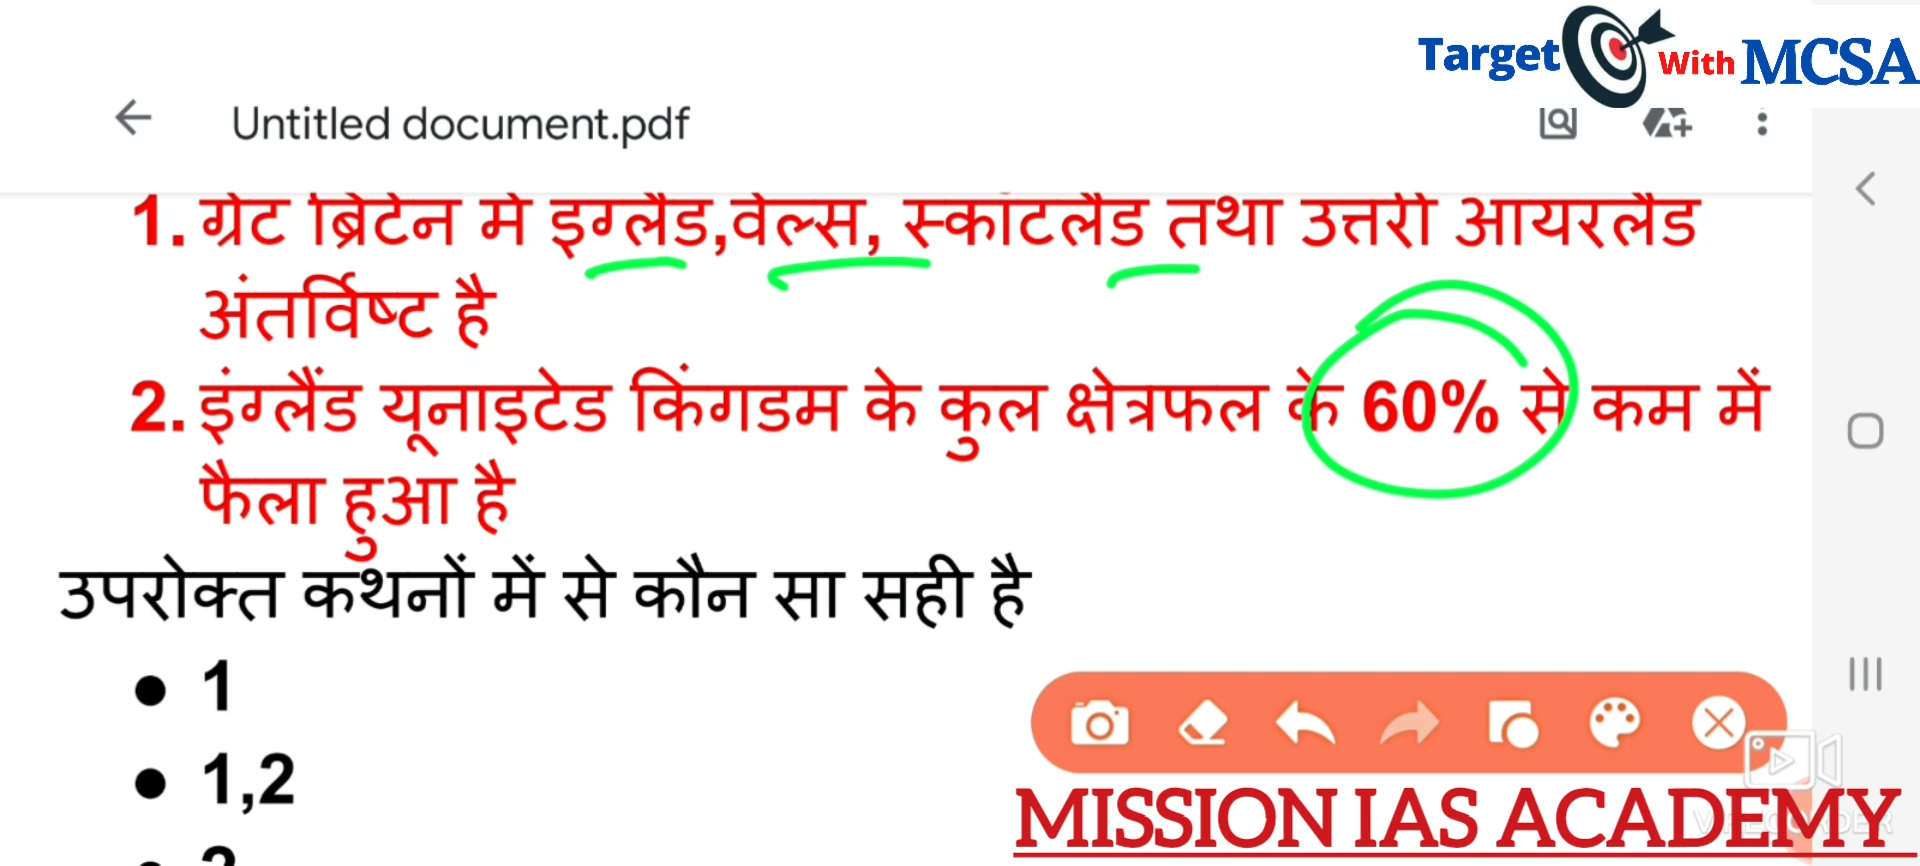 Target With MCSA
Untitled document.pdf
1. ग्रेट ब्रिटेन में इंग्लैंड,वेल्स, स्कॉटलैंड तथा उत्तरी आयरलैंड
अंतर्विष्ट है
2. इंग्लैंड यूनाइटेड किंगडम के कुल क्षेत्रफल के 60% से कम में
फैला हुआ है
उपरोक्त कथनों में से कौन सा सही है
● 1
● 1,2
MISSION IAS ACADEMY